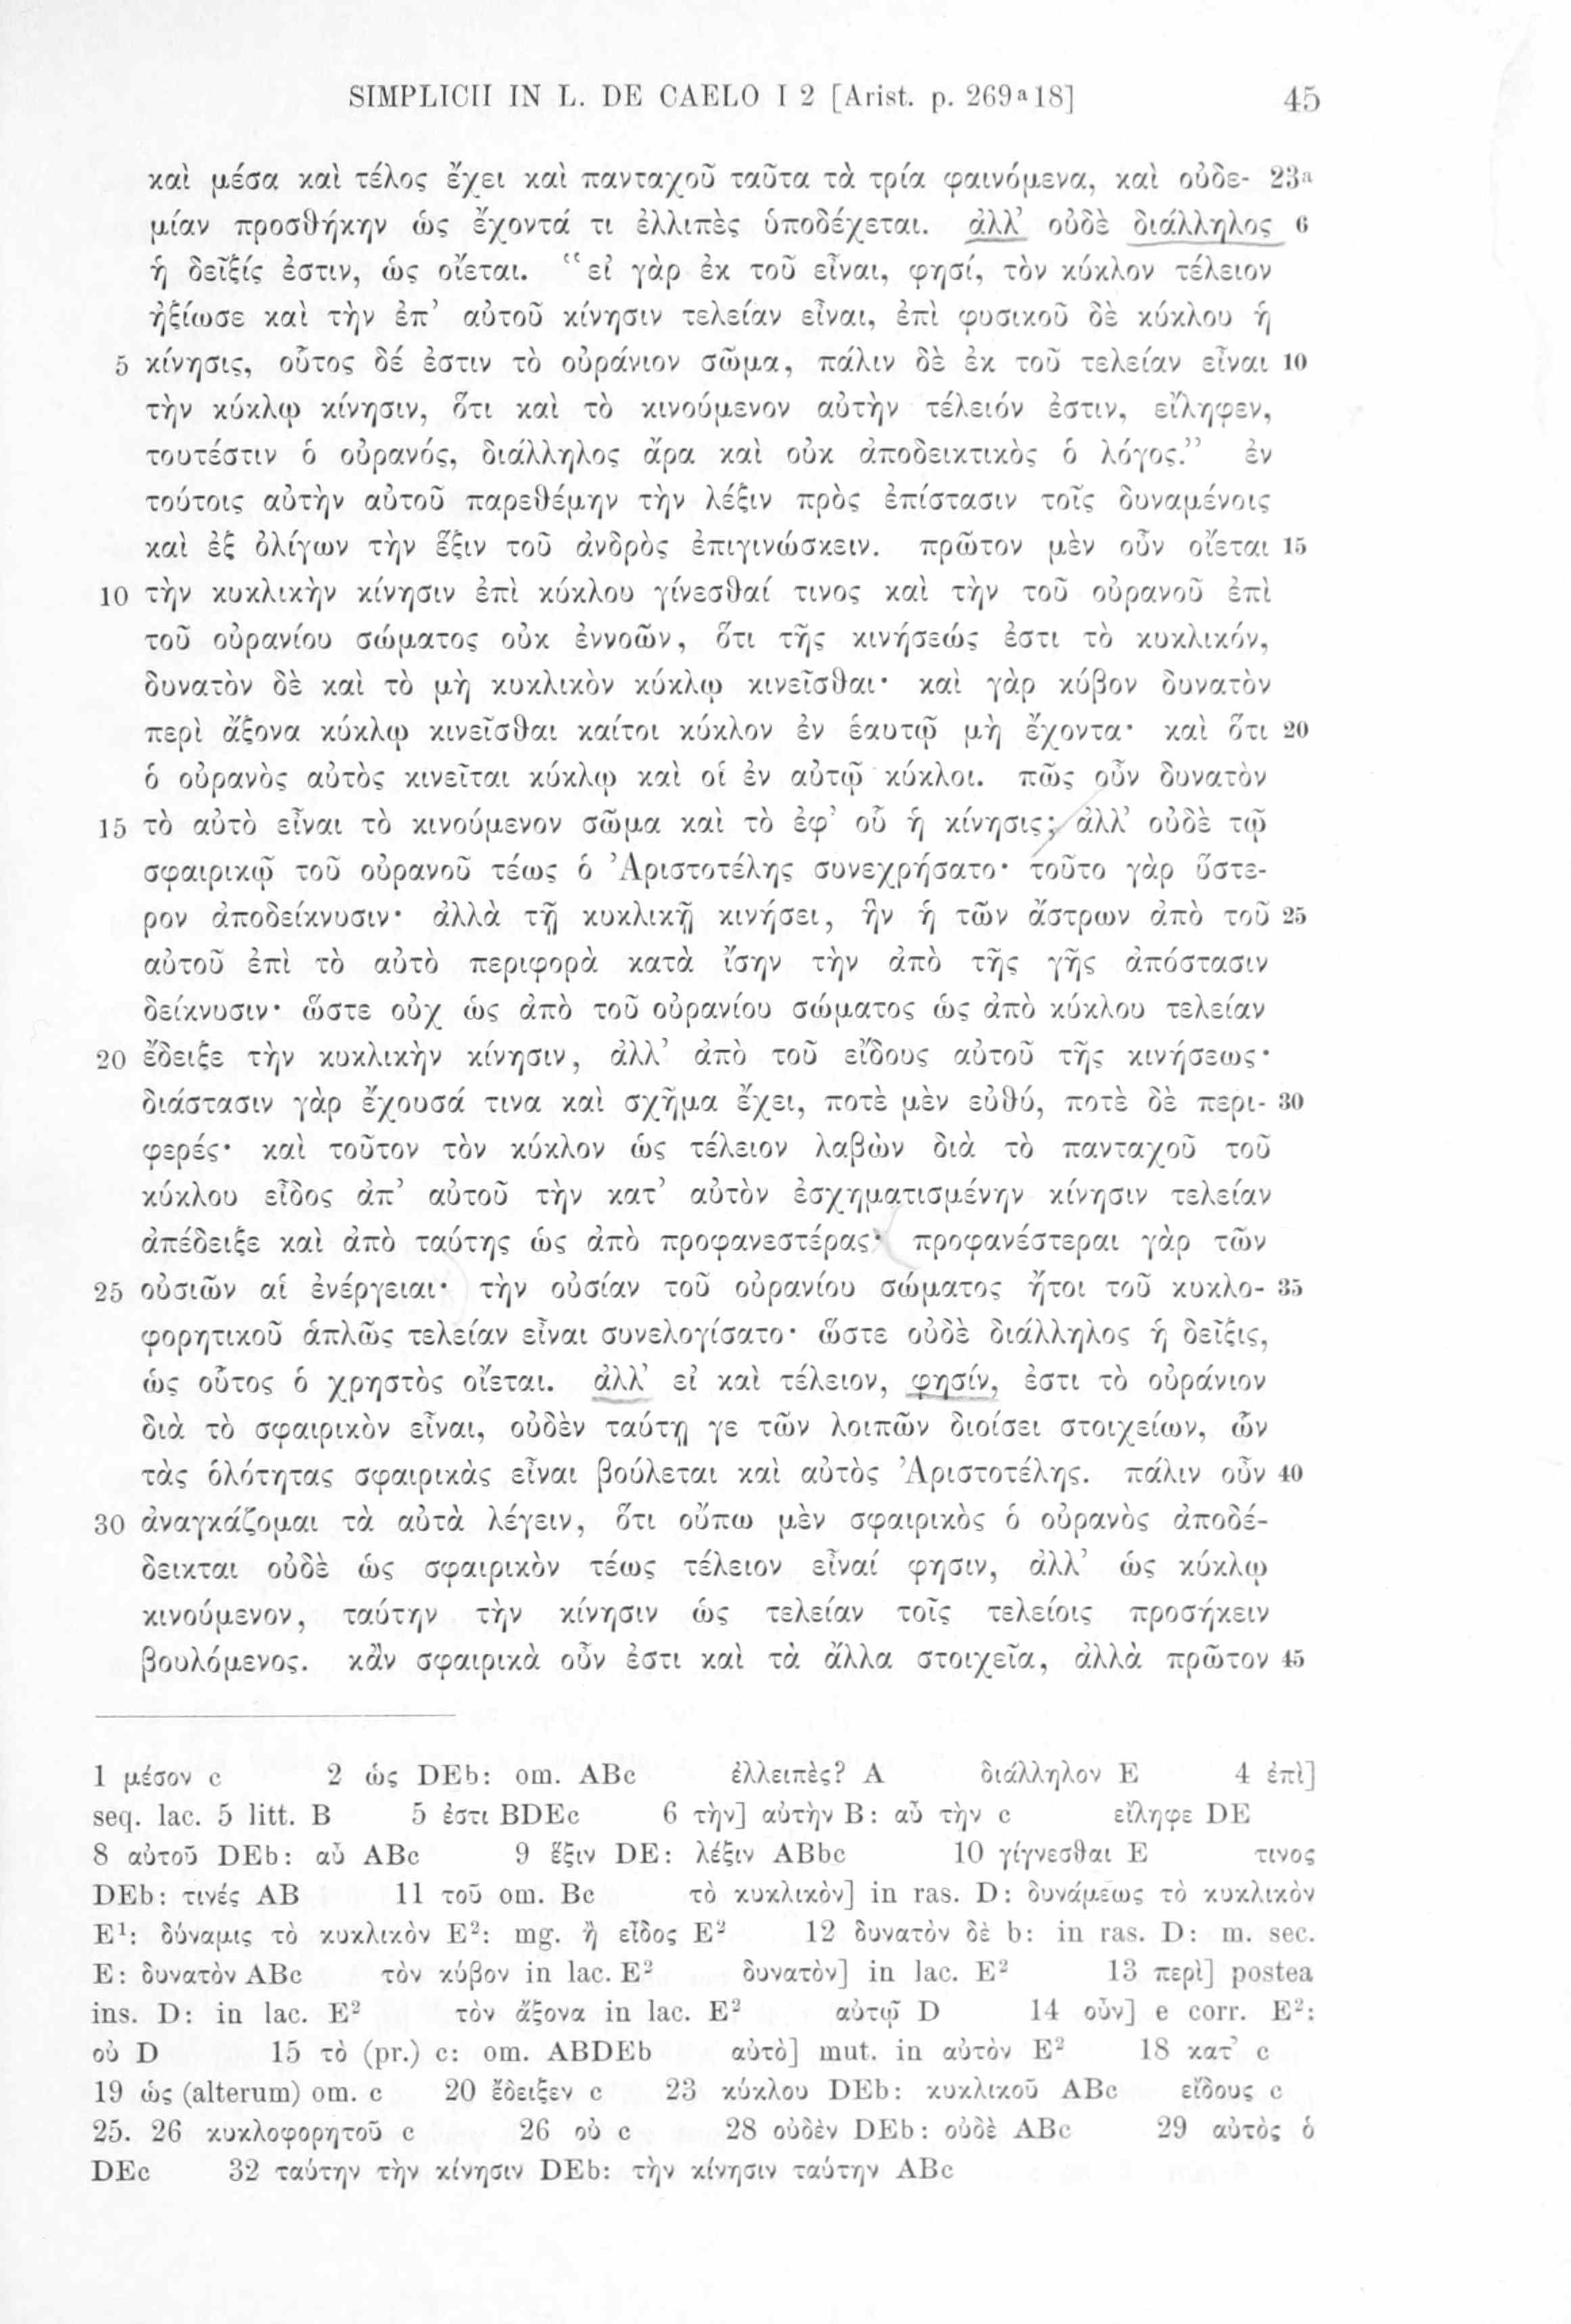 SIMPLICII IN L. DE CAELO I 2 [Arist. p. 269ᵃ18] 45
καὶ μέσα καὶ τέλος ἔχει καὶ πανταχοῦ ταῦτα τὰ τρία φαινόμενα, καὶ οὐδε- 23ᵃ
μίαν προσθήκην ὡς ἔχοντά τι ἐλλιπὲς ὑποδέχεται. ἀλλ’ οὐδὲ διάλληλος 6
ἡ δεῖξίς ἐστιν, ὡς οἴεται. “εἰ γὰρ ἐκ τοῦ εἶναι, φησί, τὸν κύκλον τέλειον
ἠξίωσε καὶ τὴν ἐπ’ αὐτοῦ κίνησιν τελείαν εἶναι, ἐπὶ φυσικοῦ δὲ κύκλου ἡ
5 κίνησις, οὗτος δέ ἐστιν τὸ οὐράνιον σῶμα, πάλιν δὲ ἐκ τοῦ τελείαν εἶναι 10
τὴν κύκλῳ κίνησιν, ὅτι καὶ τὸ κινούμενον αὐτὴν τέλειόν ἐστιν, εἴληφεν,
τουτέστιν ὁ οὐρανός, διάλληλος ἄρα καὶ οὐκ ἀποδεικτικὸς ὁ λόγος.” ἐν
τούτοις αὐτὴν αὐτοῦ παρεθέμην τὴν λέξιν πρὸς ἐπίστασιν τοῖς δυναμένοις
καὶ ἐξ ὀλίγων τὴν ἕξιν τοῦ ἀνδρὸς ἐπιγινώσκειν. πρῶτον μὲν οὖν οἴεται 15
10 τὴν κυκλικὴν κίνησιν ἐπὶ κύκλου γίνεσθαί τινος καὶ τὴν τοῦ οὐρανοῦ ἐπὶ
τοῦ οὐρανίου σώματος οὐκ ἐννοῶν, ὅτι τῆς κινήσεώς ἐστι τὸ κυκλικόν,
δυνατὸν δὲ καὶ τὸ μὴ κυκλικὸν κύκλῳ κινεῖσθαι· καὶ γὰρ κύβον δυνατὸν
περὶ ἄξονα κύκλῳ κινεῖσθαι καίτοι κύκλον ἐν ἑαυτῷ μὴ ἔχοντα· καὶ ὅτι 20
ὁ οὐρανὸς αὐτὸς κινεῖται κύκλῳ καὶ οἱ ἐν αὐτῷ κύκλοι. πῶς οὖν δυνατὸν
15 τὸ αὐτὸ εἶναι τὸ κινούμενον σῶμα καὶ τὸ ἐφ’ οὗ ἡ κίνησις; ἀλλ’ οὐδὲ τῷ
σφαιρικῷ τοῦ οὐρανοῦ τέως ὁ Ἀριστοτέλης συνεχρήσατο· τοῦτο γὰρ ὕστε-
ρον ἀποδείκνυσιν· ἀλλὰ τῇ κυκλικῇ κινήσει, ἣν ἡ τῶν ἄστρων ἀπὸ τοῦ 25
αὐτοῦ ἐπὶ τὸ αὐτὸ περιφορὰ κατὰ ἴσην τὴν ἀπὸ τῆς γῆς ἀπόστασιν
δείκνυσιν· ὥστε οὐχ ὡς ἀπὸ τοῦ οὐρανίου σώματος ὡς ἀπὸ κύκλου τελείαν
20 ἔδειξε τὴν κυκλικὴν κίνησιν, ἀλλ’ ἀπὸ τοῦ εἴδους αὐτοῦ τῆς κινήσεως·
διάστασιν γὰρ ἔχουσά τινα καὶ σχῆμα ἔχει, ποτὲ μὲν εὐθύ, ποτὲ δὲ περι- 30
φερές· καὶ τοῦτον τὸν κύκλον ὡς τέλειον λαβὼν διὰ τὸ πανταχοῦ τοῦ
κύκλου εἶδος ἀπ’ αὐτοῦ τὴν κατ’ αὐτὸν ἐσχηματισμένην κίνησιν τελείαν
ἀπέδειξε καὶ ἀπὸ ταύτης ὡς ἀπὸ προφανεστέρας· προφανέστεραι γὰρ τῶν
25 οὐσιῶν αἱ ἐνέργειαι· τὴν οὐσίαν τοῦ οὐρανίου σώματος ἤτοι τοῦ κυκλο- 35
φορητικοῦ ἁπλῶς τελείαν εἶναι συνελογίσατο· ὥστε οὐδὲ διάλληλος ἡ δεῖξις,
ὡς οὗτος ὁ χρηστὸς οἴεται. ἀλλ’ εἰ καὶ τέλειον, φησίν, ἐστι τὸ οὐράνιον
διὰ τὸ σφαιρικὸν εἶναι, οὐδὲν ταύτῃ γε τῶν λοιπῶν διοίσει στοιχείων, ὧν
τὰς ὁλότητας σφαιρικὰς εἶναι βούλεται καὶ αὐτὸς Ἀριστοτέλης. πάλιν οὖν 40
30 ἀναγκάζομαι τὰ αὐτὰ λέγειν, ὅτι οὔπω μὲν σφαιρικὸς ὁ οὐρανὸς ἀποδέ-
δεικται οὐδὲ ὡς σφαιρικὸν τέως τέλειον εἶναί φησιν, ἀλλ’ ὡς κύκλῳ
κινούμενον, ταύτην τὴν κίνησιν ὡς τελείαν τοῖς τελείοις προσήκειν
βουλόμενος. κἂν σφαιρικὰ οὖν ἐστι καὶ τὰ ἄλλα στοιχεῖα, ἀλλὰ πρῶτον 45
1 μέσον c 2 ὡς DEb: om. ABc ἐλλειπὲς? A διάλληλον E 4 ἐπὶ]
seq. lac. 5 litt. B 5 ἐστι BDEc 6 τὴν] αὐτὴν B: αὖ τὴν c εἴληφε DE
8 αὐτοῦ DEb: αὖ ABc 9 ἕξιν DE: λέξιν ABbc 10 γίγνεσθαι E τινος
DEb: τινές AB 11 τοῦ om. Bc τὸ κυκλικὸν] in ras. D: δυνάμεως τὸ κυκλικὸν
E¹: δύναμις τὸ κυκλικὸν E²: mg. ἢ εἶδος E² 12 δυνατὸν δὲ b: in ras. D: m. sec.
E: δυνατὸν ABc τὸν κύβον in lac. E² δυνατὸν] in lac. E² 13 περὶ] postea
ins. D: in lac. E² τὸν ἄξονα in lac. E² αὐτῷ D 14 οὖν] e corr. E²:
οὐ D 15 τὸ (pr.) c: om. ABDEb αὐτὸ] mut. in αὐτὸν E² 18 κατ’ c
19 ὡς (alterum) om. c 20 ἔδειξεν c 23 κύκλου DEb: κυκλικοῦ ABc εἴδους c
25. 26 κυκλοφορητοῦ c 26 οὐ c 28 οὐδὲν DEb: οὐδὲ ABc 29 αὐτὸς ὁ
DEc 32 ταύτην τὴν κίνησιν DEb: τὴν κίνησιν ταύτην ABc